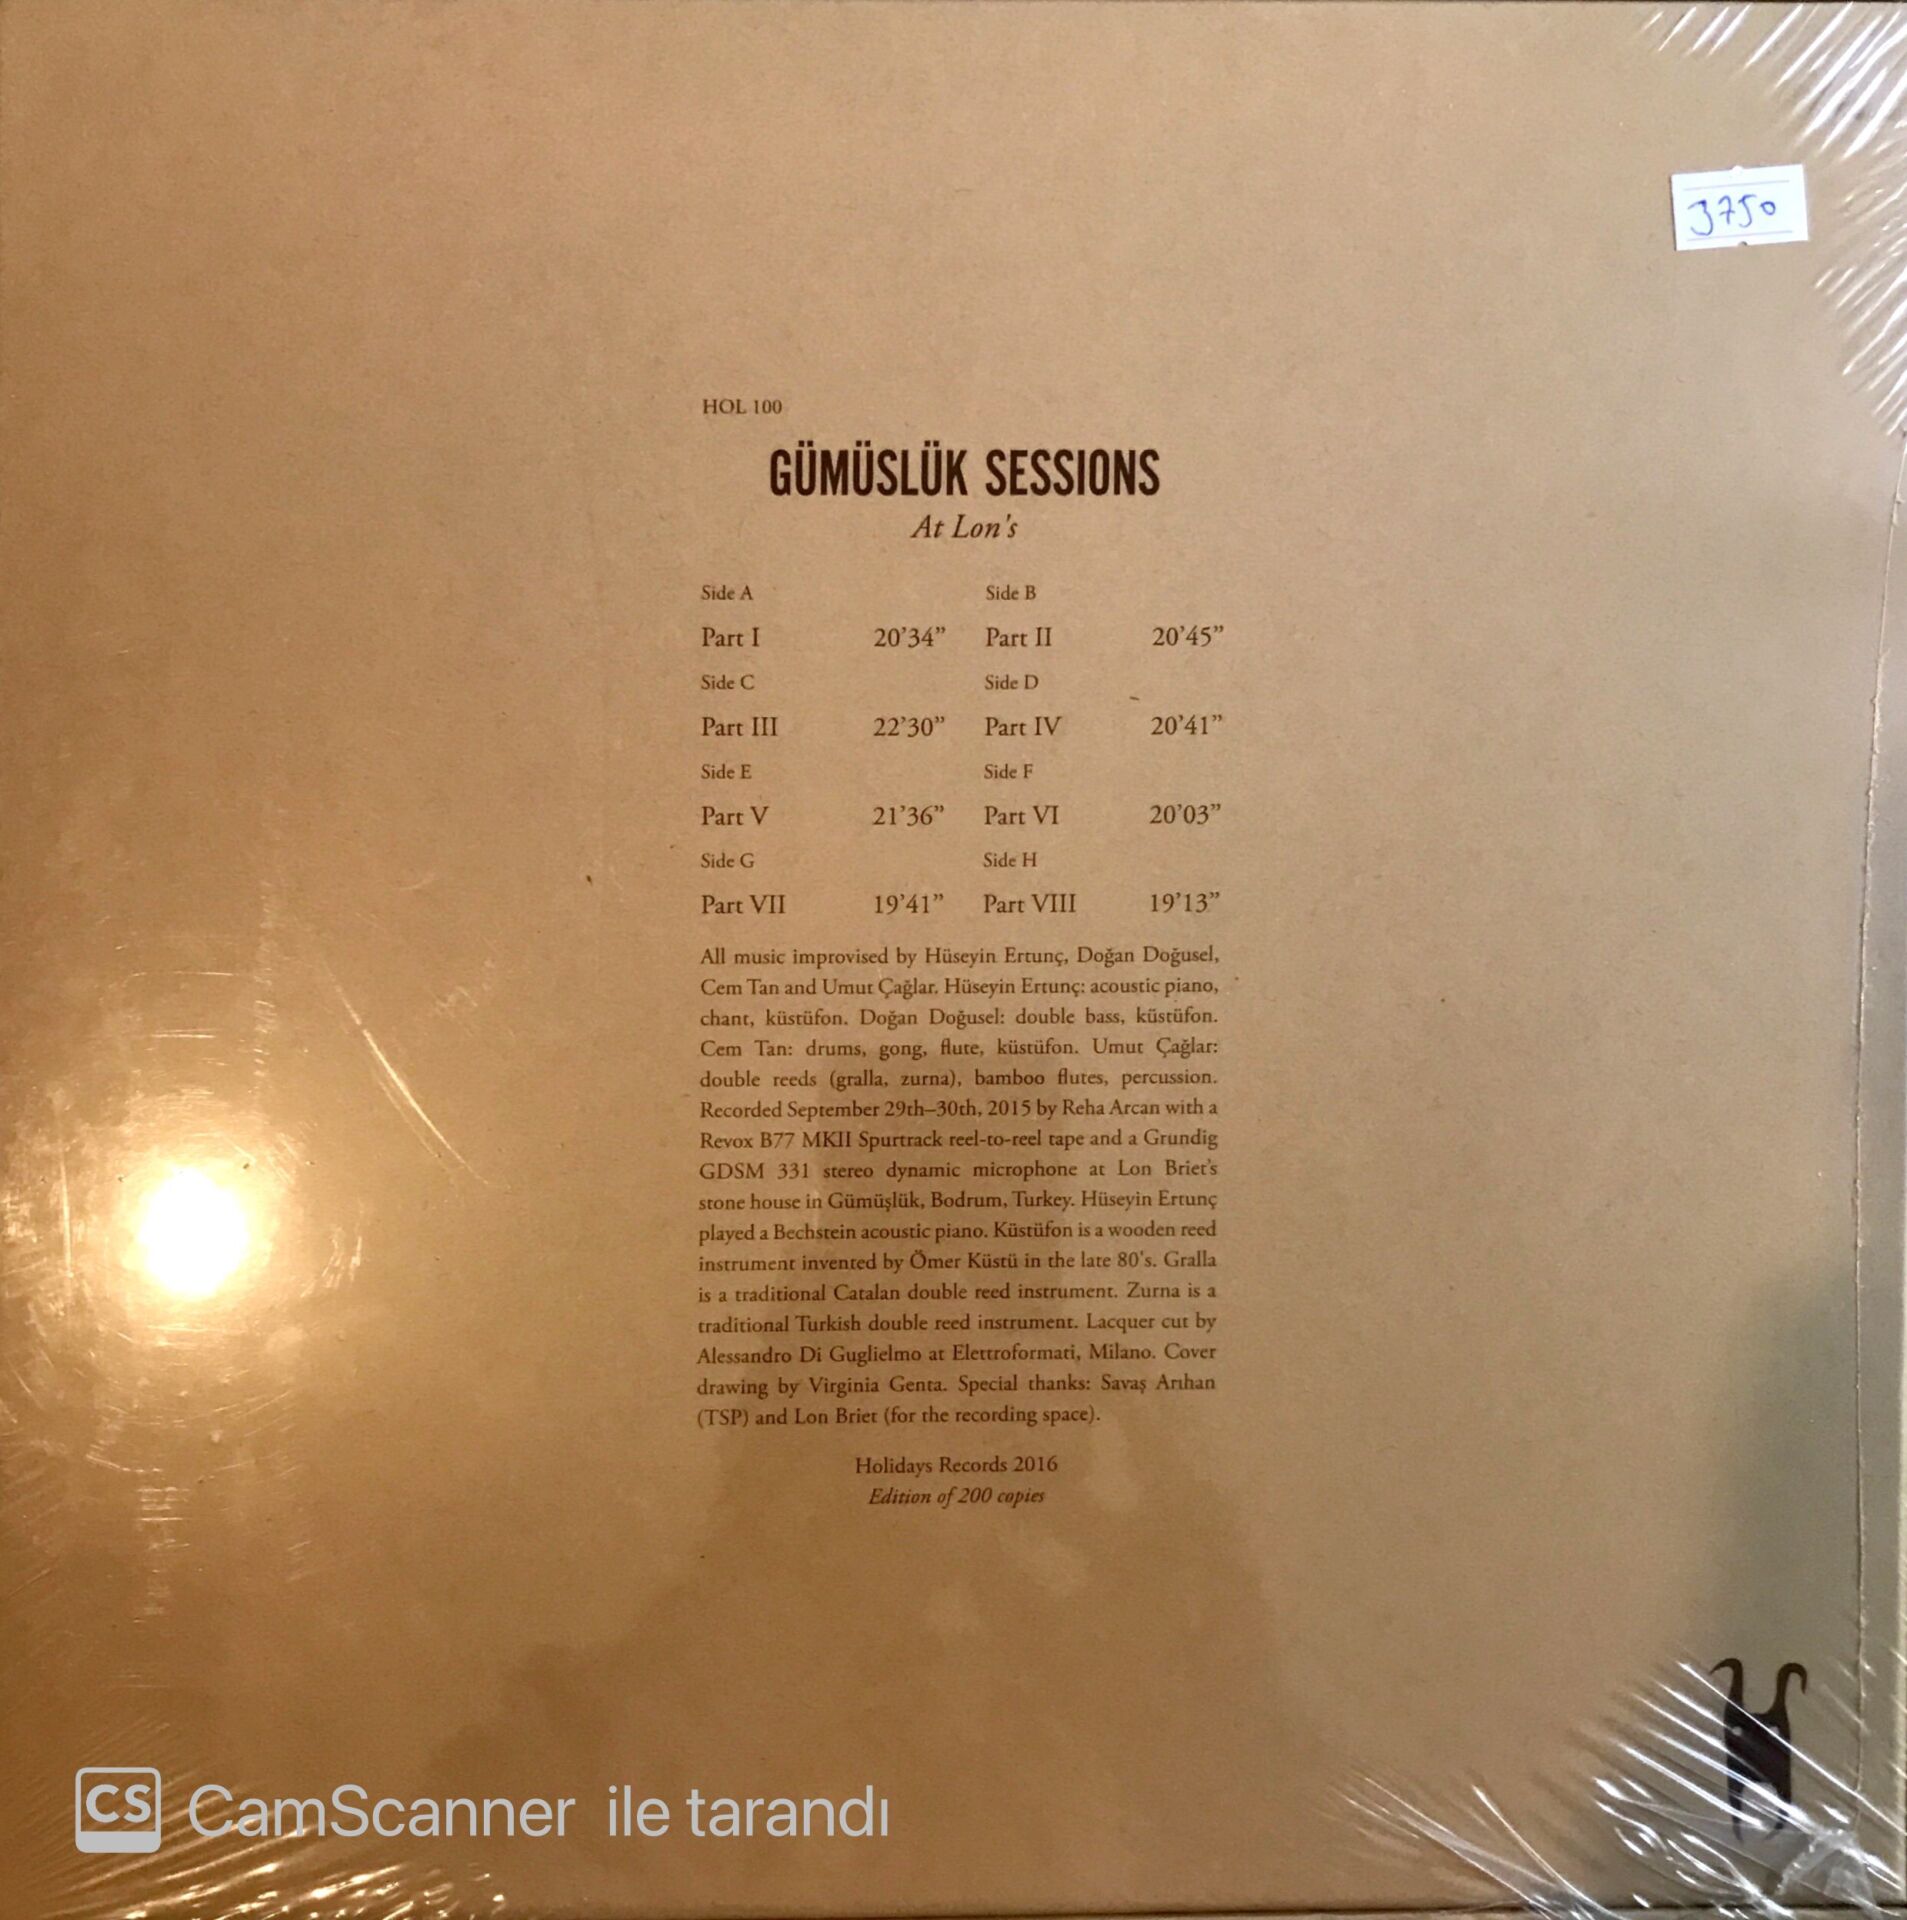 3750
HOL 100
GÜMÜSLÜK SESSIONS
At Lon's
Side A Side B
Part I 20’34” Part II 20’45”
Side C Side D
Part III 22’30” Part IV 20’41”
Side E Side F
Part V 21’36” Part VI 20’03”
Side G Side H
Part VII 19’41” Part VIII 19’13”
All music improvised by Hüseyin Ertunç, Doğan Doğusel,
Cem Tan and Umut Çağlar. Hüseyin Ertunç: acoustic piano,
chant, küstüfon. Doğan Doğusel: double bass, küstüfon.
Cem Tan: drums, gong, flute, küstüfon. Umut Çağlar:
double reeds (gralla, zurna), bamboo flutes, percussion.
Recorded September 29th–30th, 2015 by Reha Arcan with a
Revox B77 MKII Spurtrack reel-to-reel tape and a Grundig
GDSM 331 stereo dynamic microphone at Lon Briet's
stone house in Gümüşlük, Bodrum, Turkey. Hüseyin Ertunç
played a Bechstein acoustic piano. Küstüfon is a wooden reed
instrument invented by Ömer Küstü in the late 80's. Gralla
is a traditional Catalan double reed instrument. Zurna is a
traditional Turkish double reed instrument. Lacquer cut by
Alessandro Di Guglielmo at Elettroformati, Milano. Cover
drawing by Virginia Genta. Special thanks: Savaş Arıhan
(TSP) and Lon Briet (for the recording space).
Holidays Records 2016
Edition of 200 copies
CS CamScanner ile tarandı